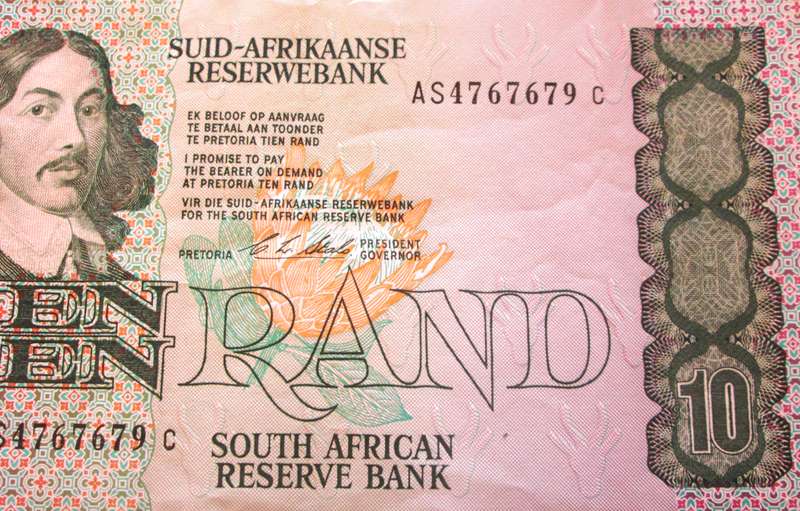 SUID-AFRIKAANSE
RESERWEBANK
AS4767679 C
EK BELOOF OP AANVRAAG
TE BETAAL AAN TOONDER
TE PRETORIA TIEN RAND
I PROMISE TO PAY
THE BEARER ON DEMAND
AT PRETORIA TEN RAND
VIR DIE SUID-AFRIKAANSE RESERWEBANK
FOR THE SOUTH AFRICAN RESERVE BANK
PRETORIA
PRESIDENT
GOVERNOR
EN
EN
RAND
10
S4767679 C
SOUTH AFRICAN
RESERVE BANK